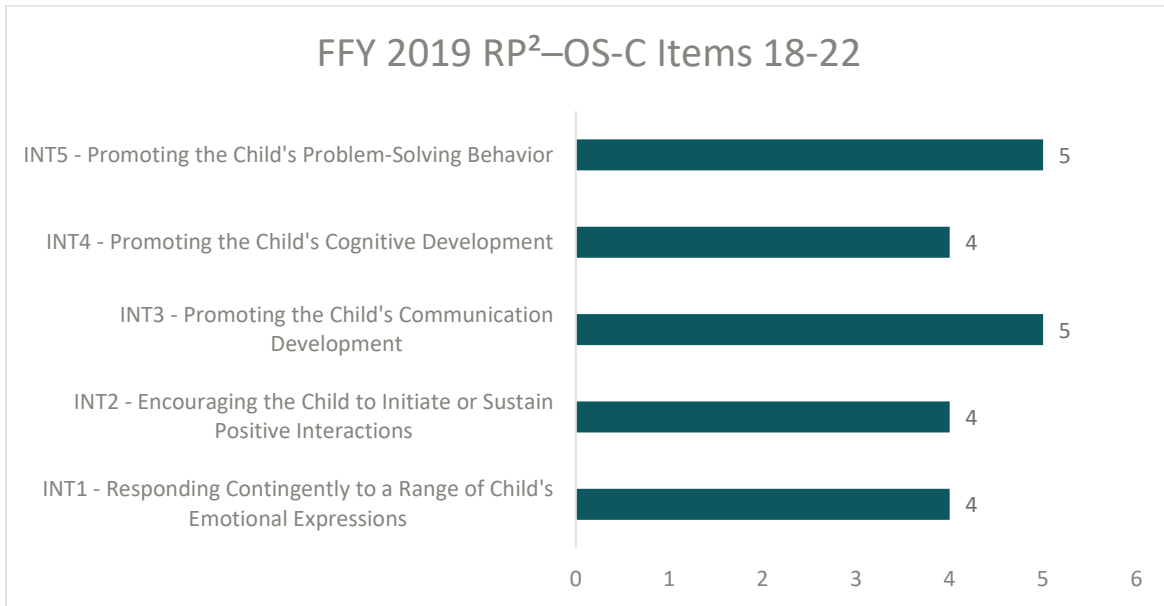 FFY 2019 RP²—OS-C Items 18-22
INT5 - Promoting the Child's Problem-Solving Behavior
5
INT4 - Promoting the Child's Cognitive Development
4
INT3 - Promoting the Child's Communication
Development
5
INT2 - Encouraging the Child to Initiate or Sustain
Positive Interactions
4
INT1 - Responding Contingently to a Range of Child's
Emotional Expressions
4
0 1 2 3 4 5 6